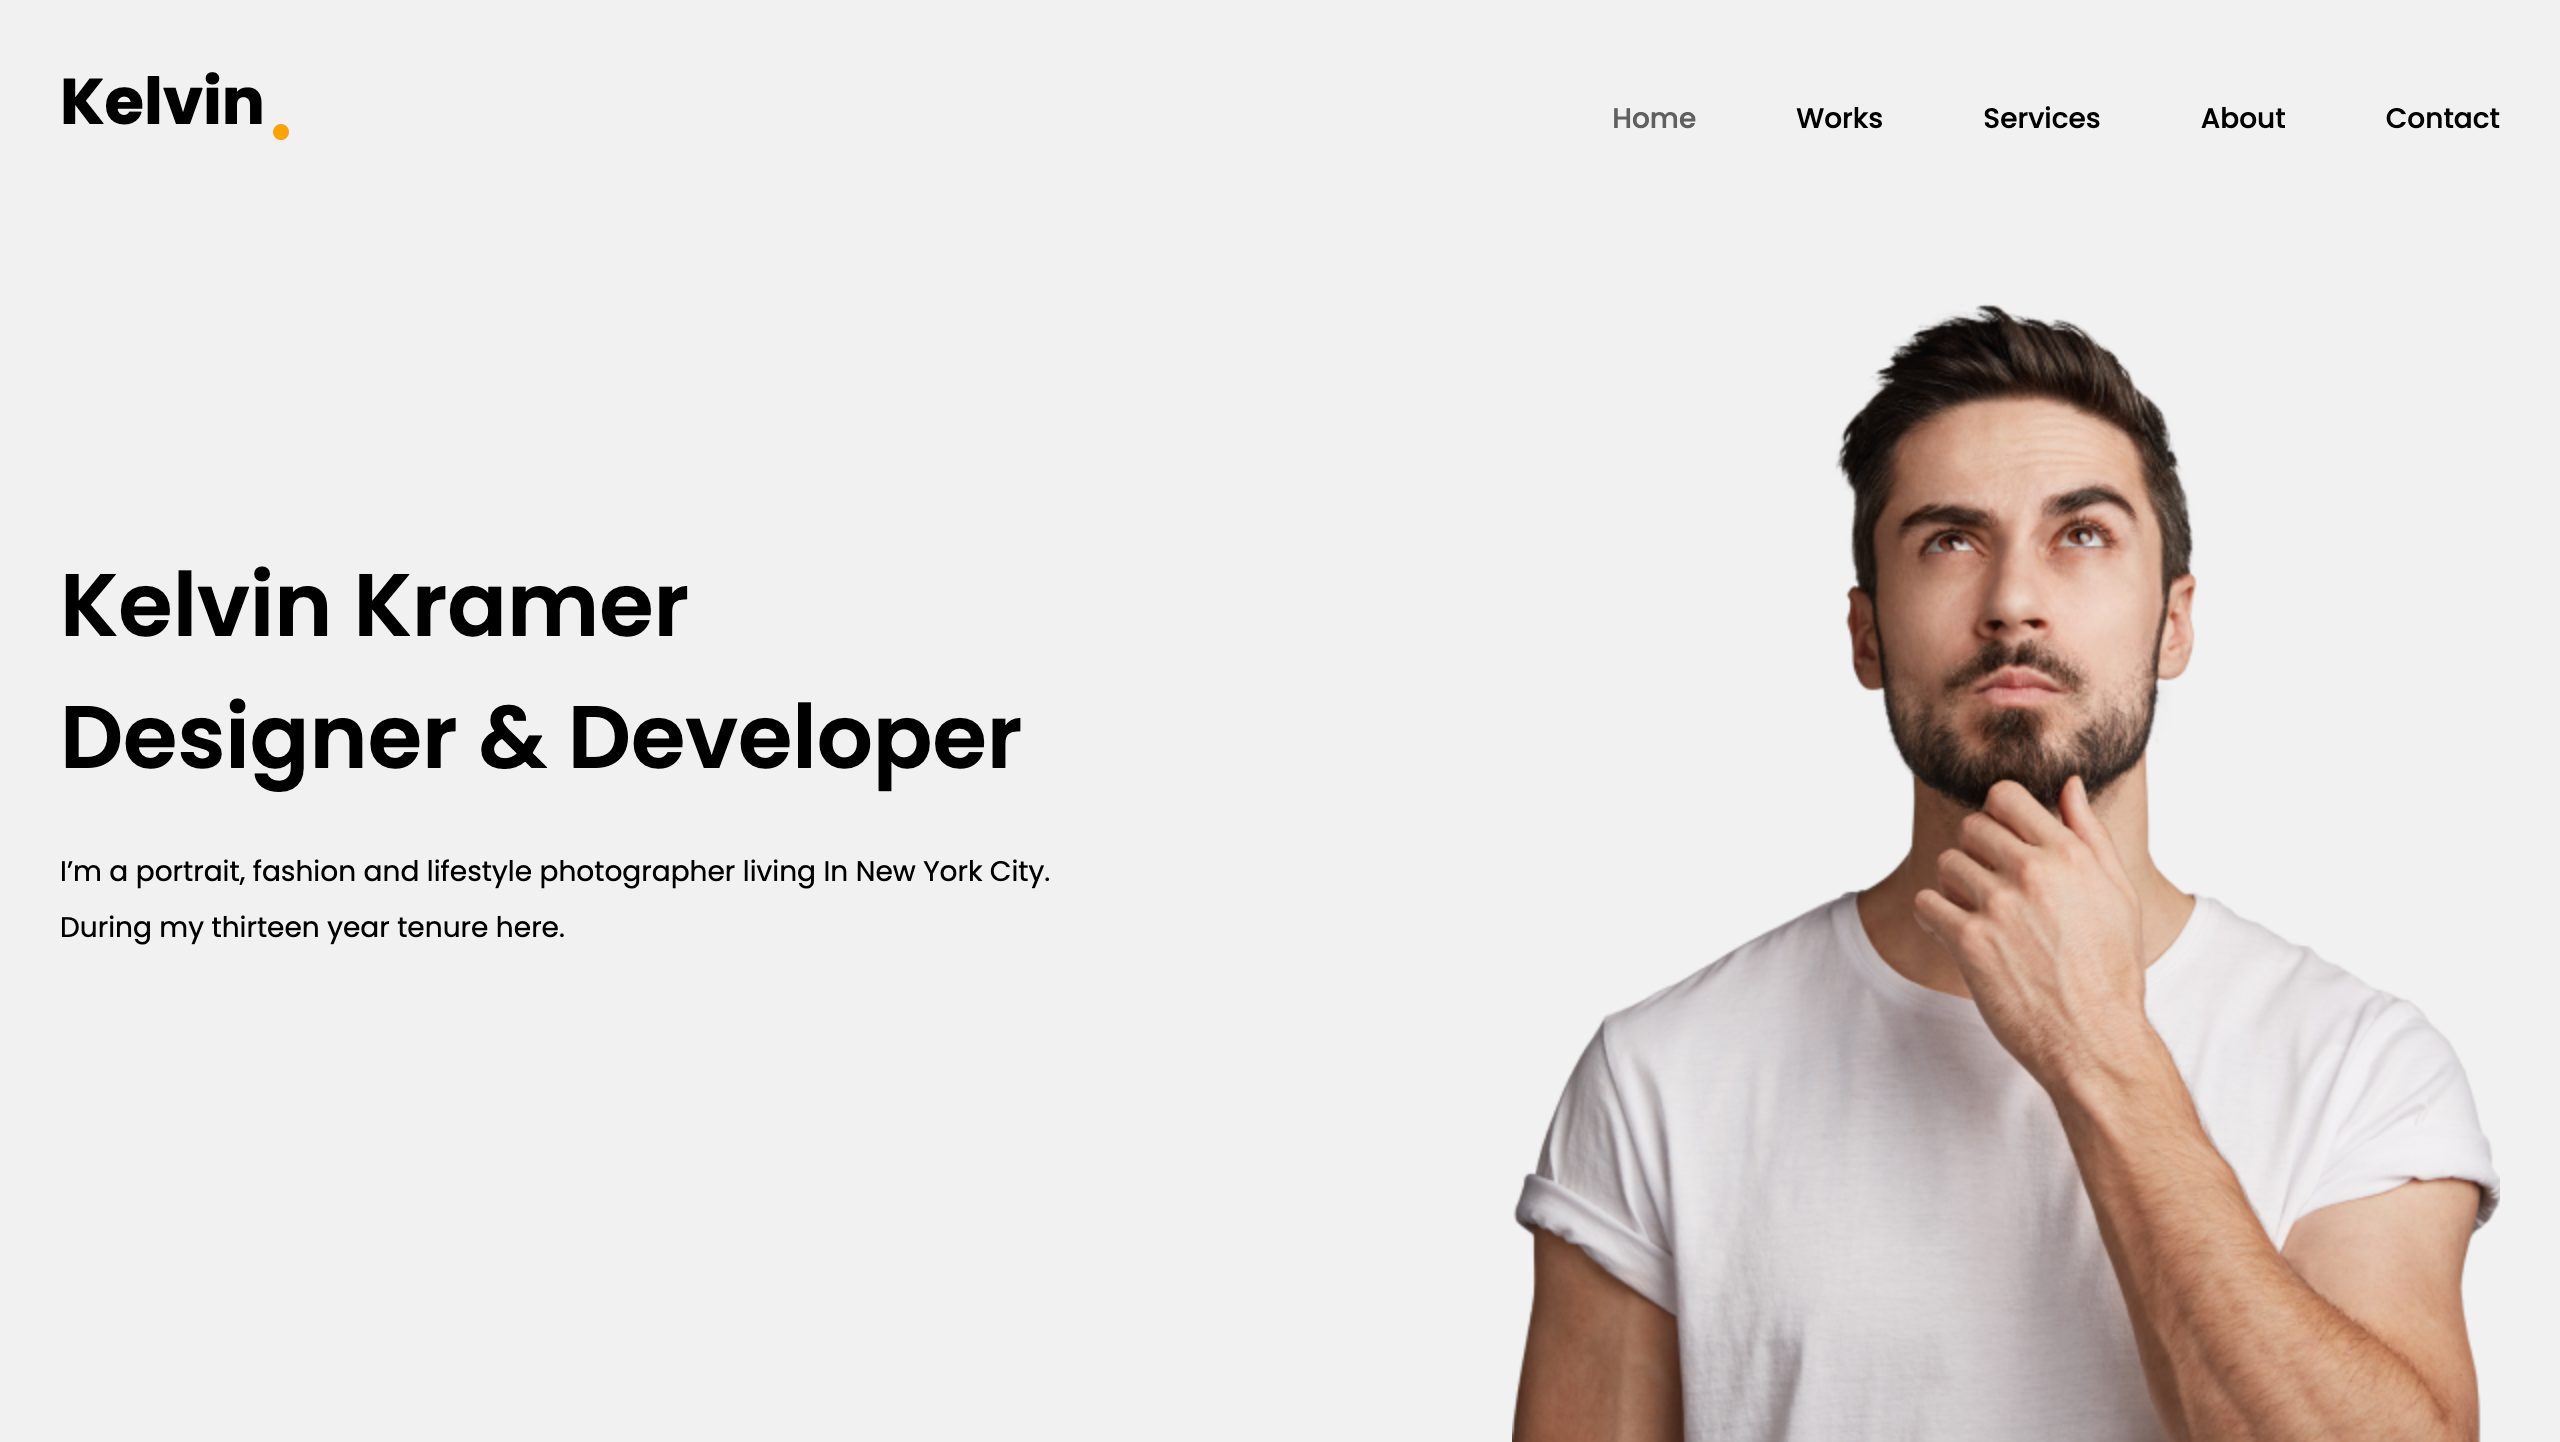 Kelvin.
Home Works Services About Contact
Kelvin Kramer
Designer & Developer
I’m a portrait, fashion and lifestyle photographer living In New York City.
During my thirteen year tenure here.